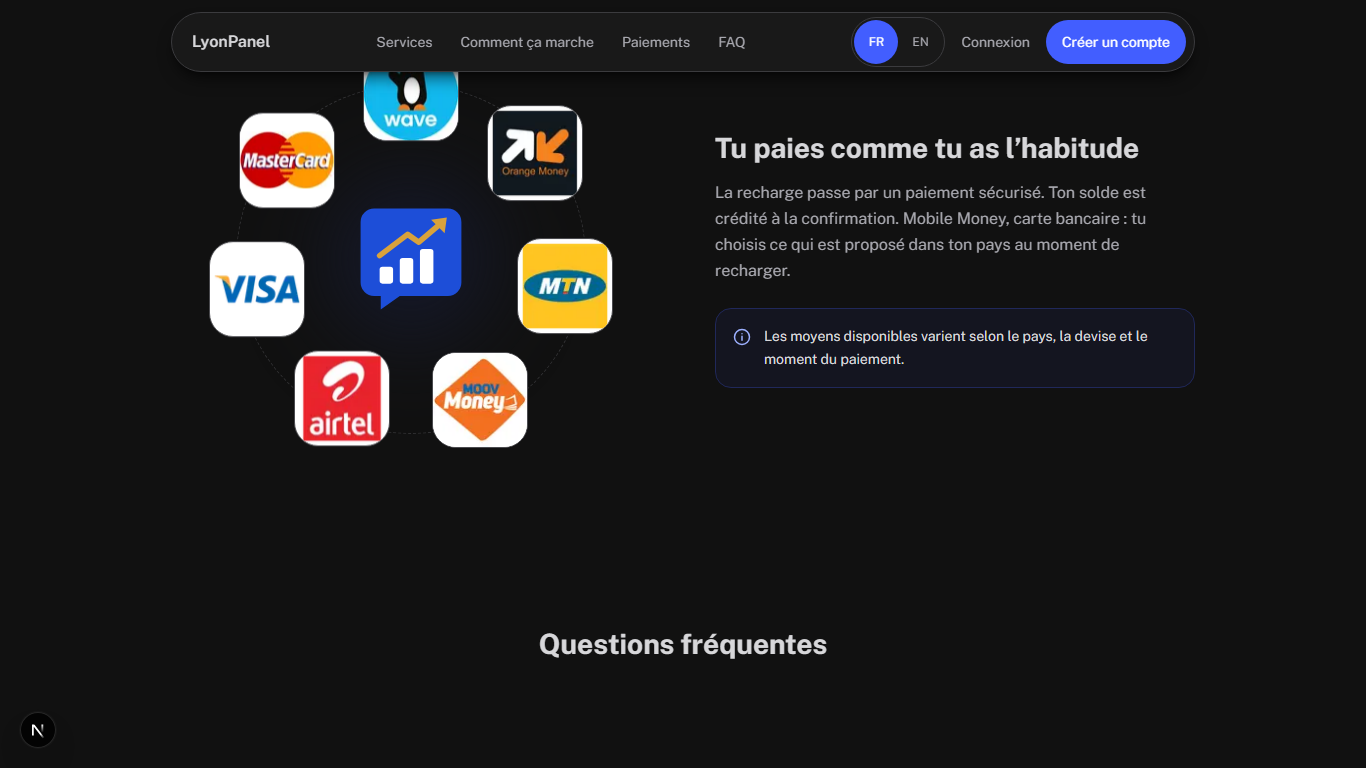 LyonPanel
Services
Comment ça marche
Paiements
FAQ
FR
EN
Connexion
Créer un compte
wave
MasterCard
Orange Money
VISA
MTN
airtel
MOOV
Money
Tu paies comme tu as l’habitude
La recharge passe par un paiement sécurisé. Ton solde est
crédité à la confirmation. Mobile Money, carte bancaire : tu
choisis ce qui est proposé dans ton pays au moment de
recharger.
Les moyens disponibles varient selon le pays, la devise et le
moment du paiement.
Questions fréquentes
N